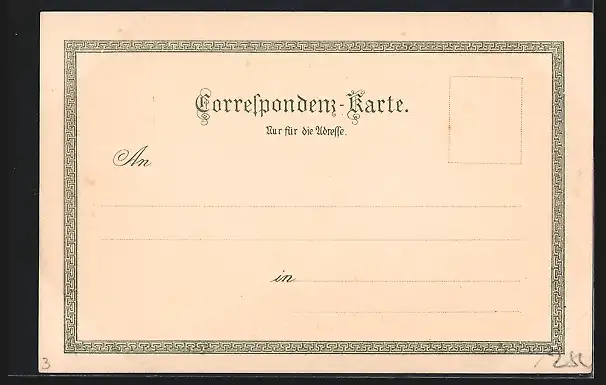 Correſpondenz-Karte.
Nur für die Adreſſe.
An
in
3